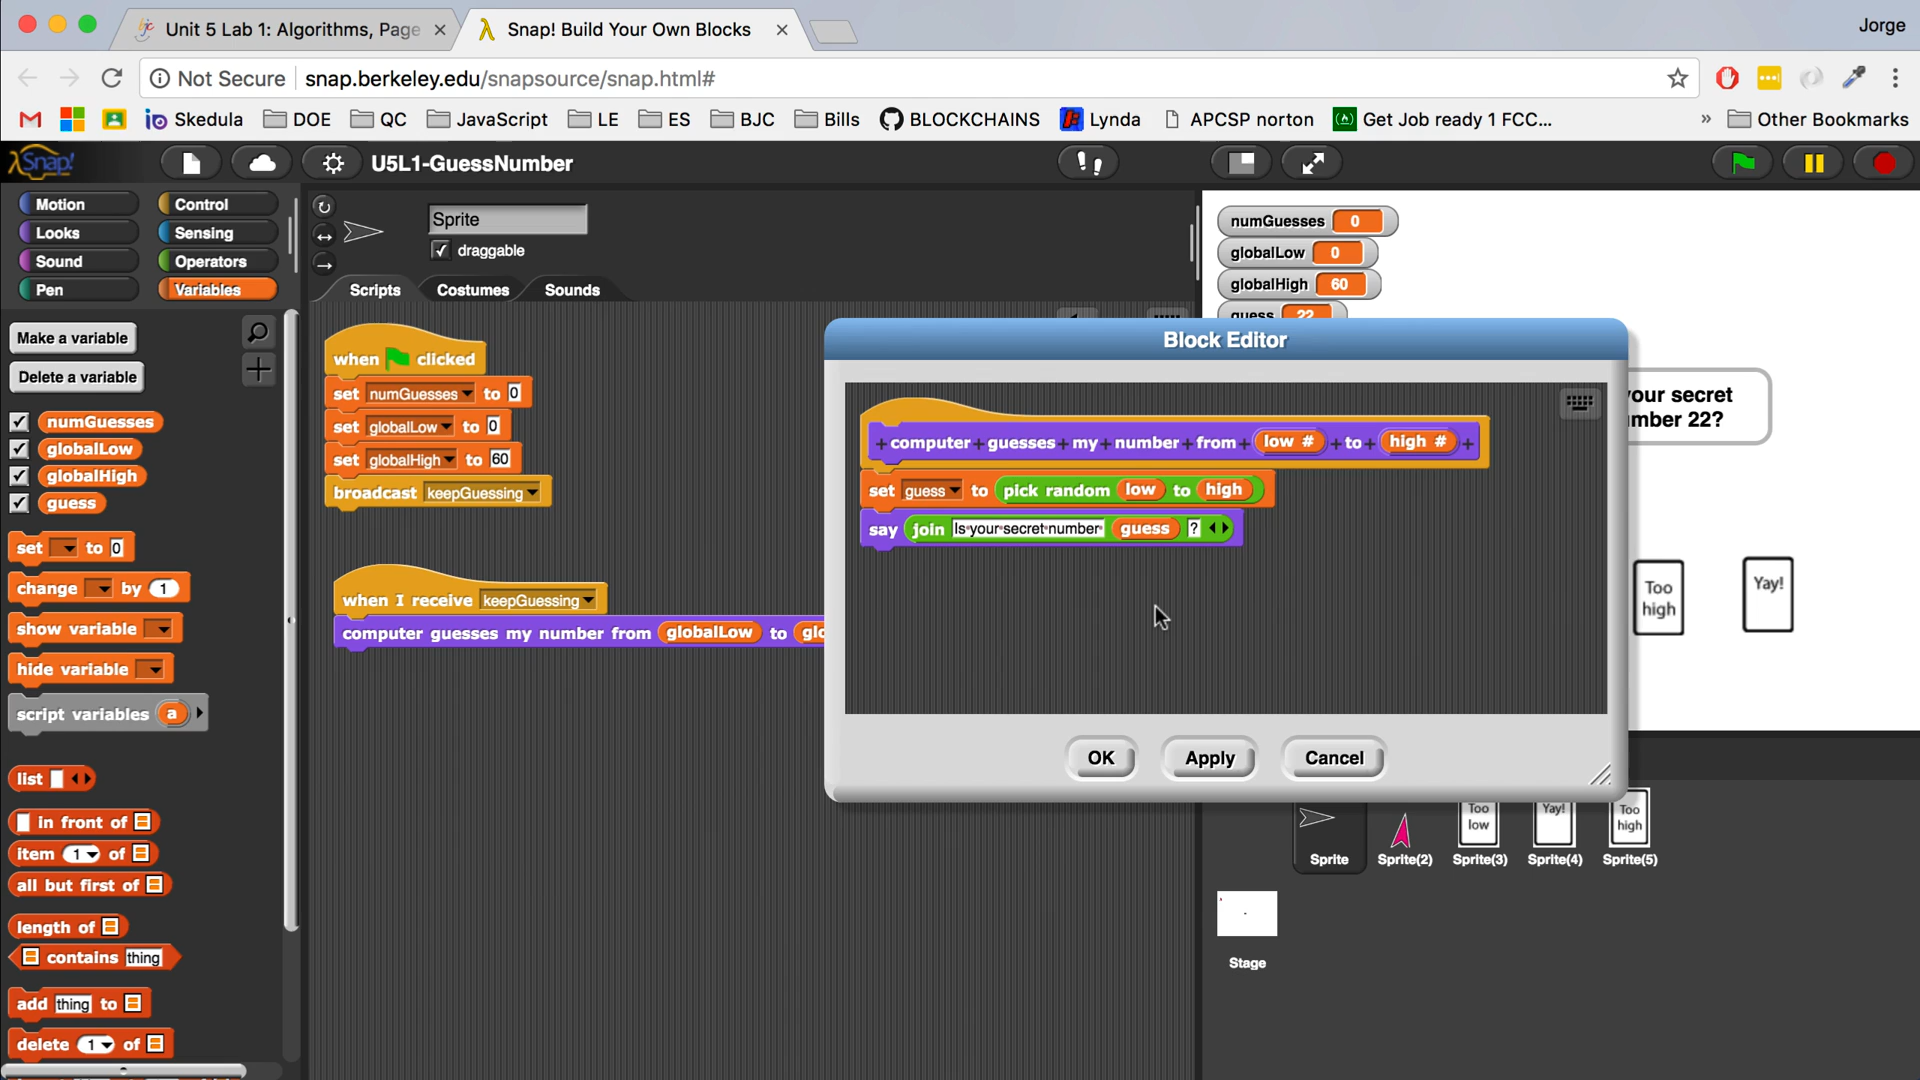 Unit 5 Lab 1: Algorithms, Page
Snap! Build Your Own Blocks
Jorge
Not Secure
snap.berkeley.edu/snapsource/snap.html#
Skedula
DOE
QC
JavaScript
LE
ES
BJC
Bills
BLOCKCHAINS
Lynda
APCSP norton
Get Job ready 1 FCC...
» Other Bookmarks
Snap!
U5L1-GuessNumber
Motion
Control
Looks
Sensing
Sound
Operators
Pen
Variables
Make a variable
Delete a variable
numGuesses
globalLow
globalHigh
guess
set to 0
change by 1
show variable
hide variable
script variables a
list
in front of
item 1 of
all but first of
length of
contains thing
add thing to
delete 1 of
Sprite
draggable
Scripts
Costumes
Sounds
when clicked
set numGuesses to 0
set globalLow to 0
set globalHigh to 60
broadcast keepGuessing
when I receive keepGuessing
computer guesses my number from globalLow to glo
numGuesses 0
globalLow 0
globalHigh 60
guess 22
Block Editor
+ computer + guesses + my + number + from + low # + to + high # +
set guess to pick random low to high
say join Is your secret number guess ?
OK
Apply
Cancel
our secret
mber 22?
Too
high
Yay!
Sprite
Sprite(2)
Too
low
Sprite(3)
Yay!
Sprite(4)
Too
high
Sprite(5)
Stage